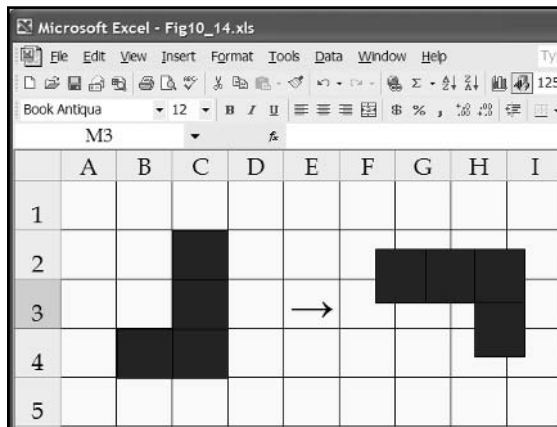 Microsoft Excel - Fig10_14.xls
File Edit View Insert Format Tools Data Window Help Ty
Σ 125
Book Antiqua 12 B I U $ % ,
M3 fx
A B C D E F G H I
1
2
3 →
4
5